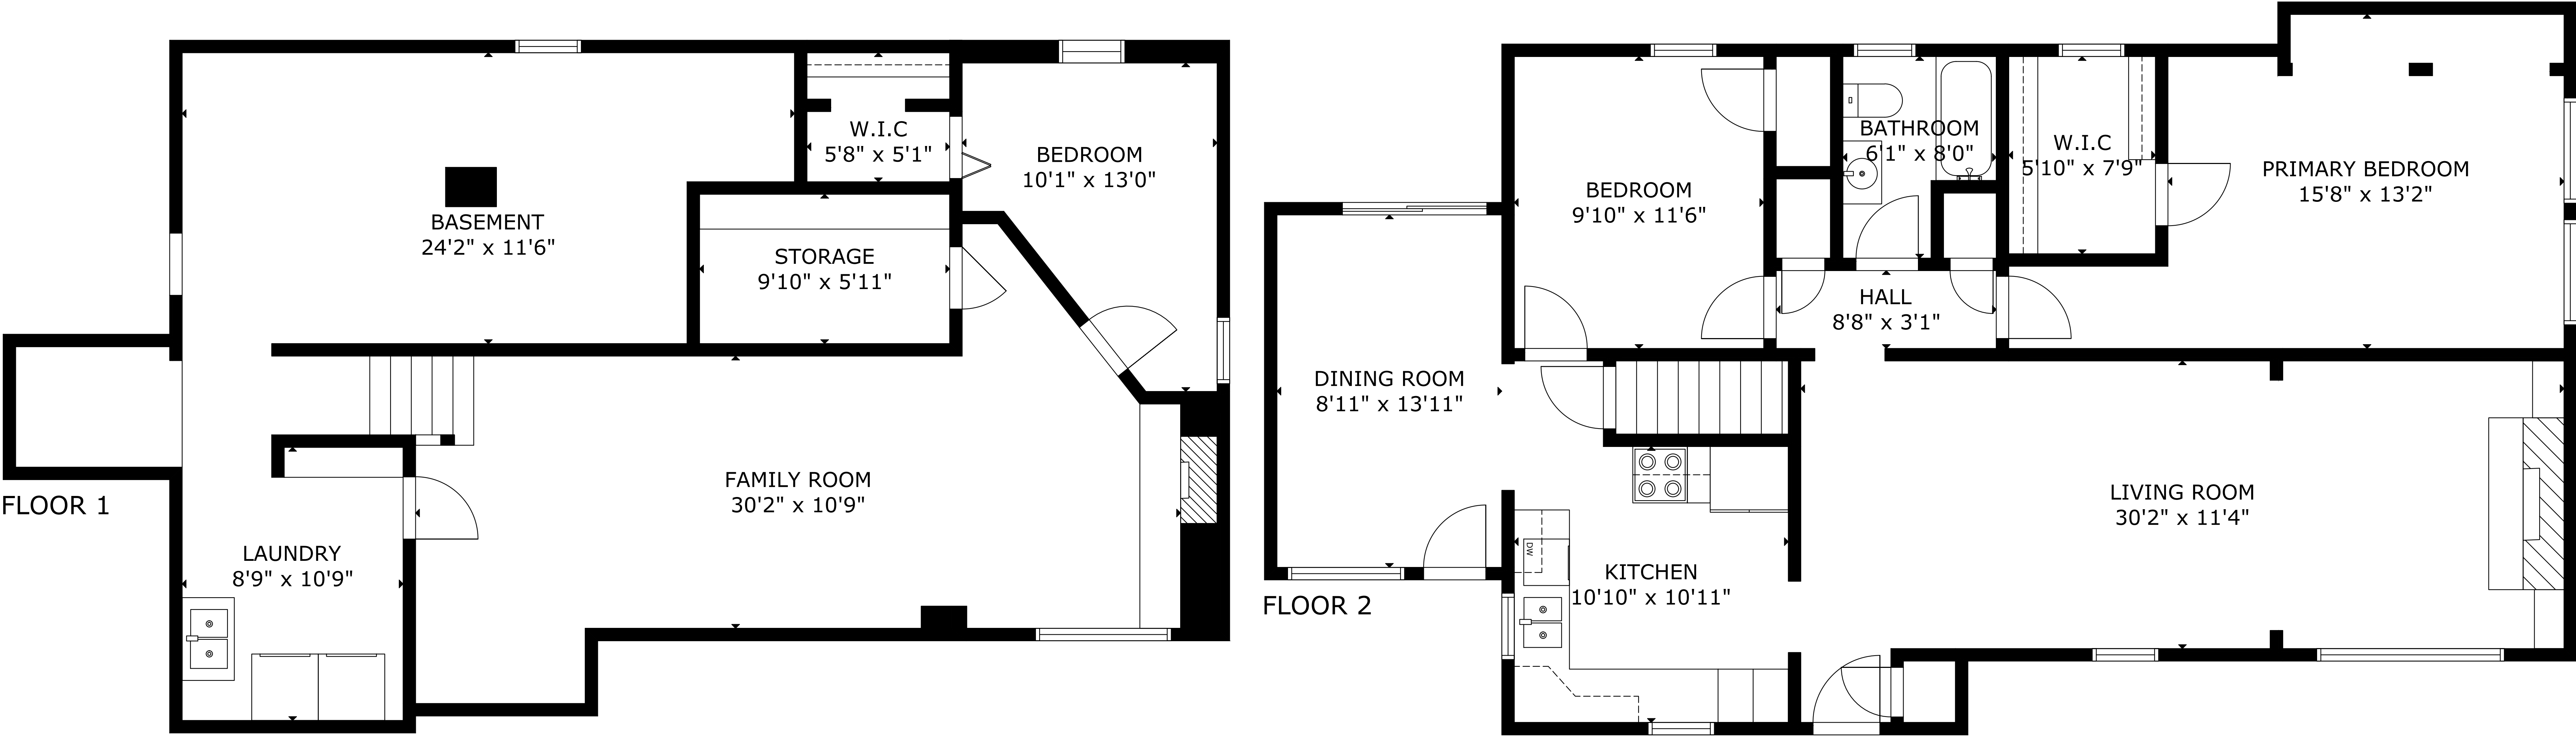 BASEMENT
24'2" x 11'6"
W.I.C
5'8" x 5'1"
BEDROOM
10'1" x 13'0"
STORAGE
9'10" x 5'11"
FAMILY ROOM
30'2" x 10'9"
LAUNDRY
8'9" x 10'9"
FLOOR 1
BEDROOM
9'10" x 11'6"
BATHROOM
6'1" x 8'0"
W.I.C
5'10" x 7'9"
PRIMARY BEDROOM
15'8" x 13'2"
HALL
8'8" x 3'1"
DINING ROOM
8'11" x 13'11"
LIVING ROOM
30'2" x 11'4"
DW
KITCHEN
10'10" x 10'11"
FLOOR 2